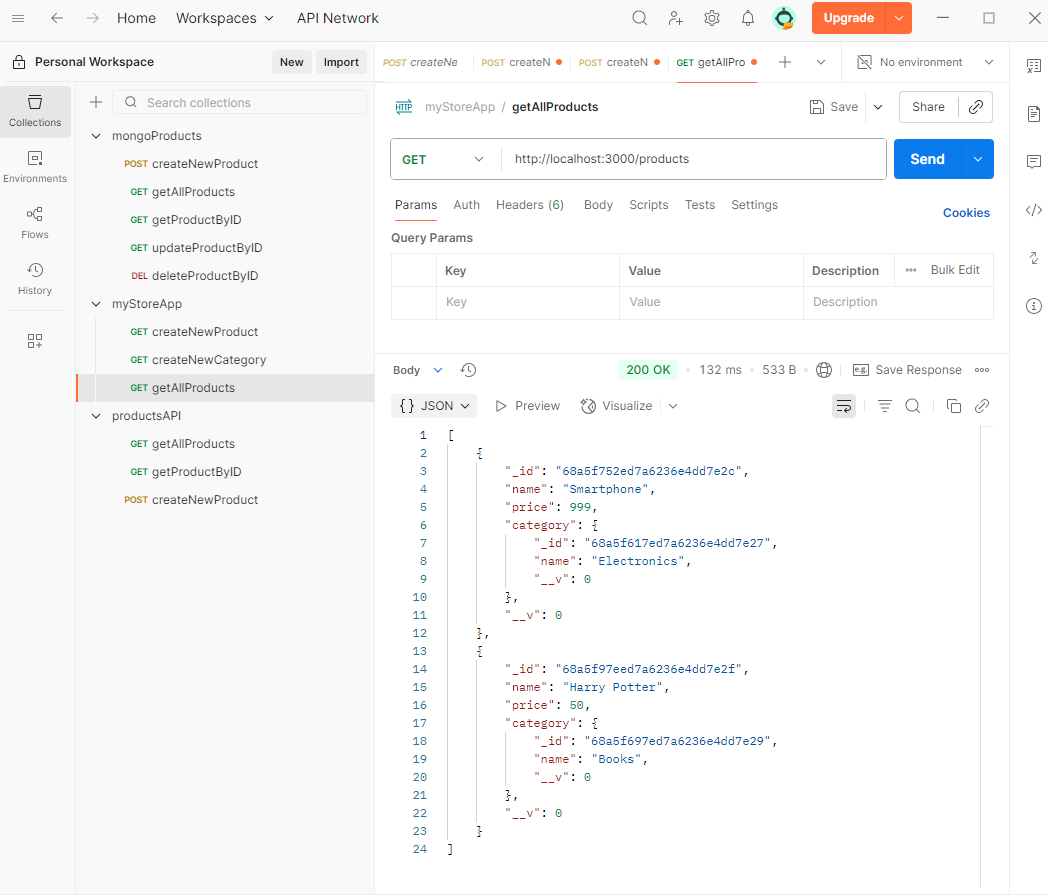 Home Workspaces API Network Upgrade
Personal Workspace New Import
POST createNe POST createN POST createN GET getAllPro No environment
Collections
Environments
Flows
History
Search collections
mongoProducts
POST createNewProduct
GET getAllProducts
GET getProductByID
GET updateProductByID
DEL deleteProductByID
myStoreApp
GET createNewProduct
GET createNewCategory
GET getAllProducts
productsAPI
GET getAllProducts
GET getProductByID
POST createNewProduct
HTTP myStoreApp / getAllProducts Save Share
GET http://localhost:3000/products Send
Params Auth Headers (6) Body Scripts Tests Settings
Cookies
Query Params
Key Value Description Bulk Edit
Key Value Description
Body 200 OK 132 ms 533 B e.g. Save Response
{} JSON Preview Visualize
1 [
2 {
3 "_id": "68a5f752ed7a6236e4dd7e2c",
4 "name": "Smartphone",
5 "price": 999,
6 "category": {
7 "_id": "68a5f617ed7a6236e4dd7e27",
8 "name": "Electronics",
9 "__v": 0
10 },
11 "__v": 0
12 },
13 {
14 "_id": "68a5f97eed7a6236e4dd7e2f",
15 "name": "Harry Potter",
16 "price": 50,
17 "category": {
18 "_id": "68a5f697ed7a6236e4dd7e29",
19 "name": "Books",
20 "__v": 0
21 },
22 "__v": 0
23 }
24 ]